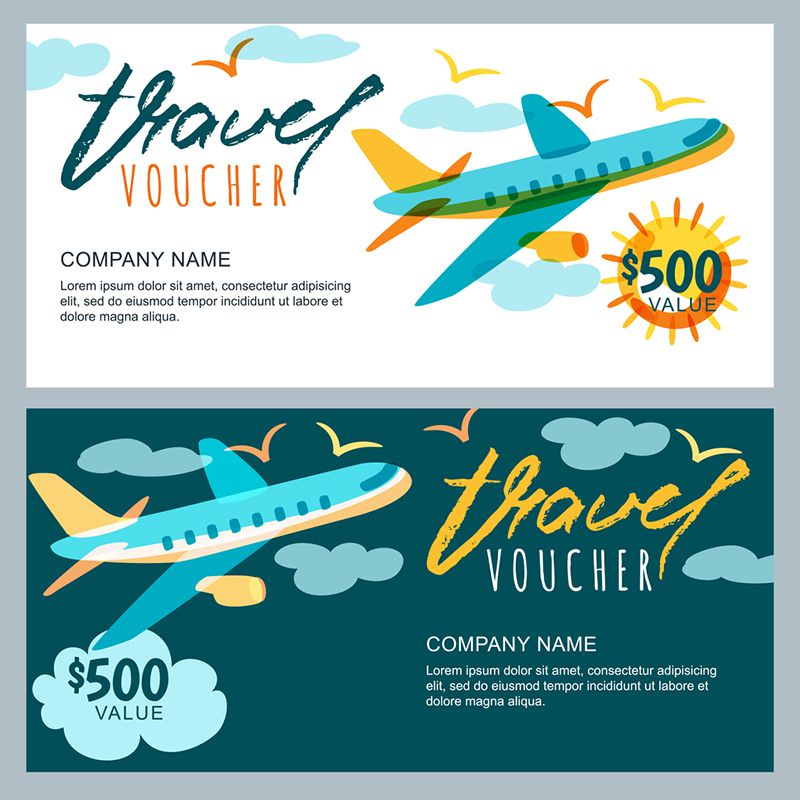 travel
VOUCHER
COMPANY NAME
Lorem ipsum dolor sit amet, consectetur adipisicing
elit, sed do eiusmod tempor incididunt ut labore et
dolore magna aliqua.
$500
VALUE
travel
VOUCHER
COMPANY NAME
Lorem ipsum dolor sit amet, consectetur adipisicing
elit, sed do eiusmod tempor incididunt ut labore et
dolore magna aliqua.
$500
VALUE